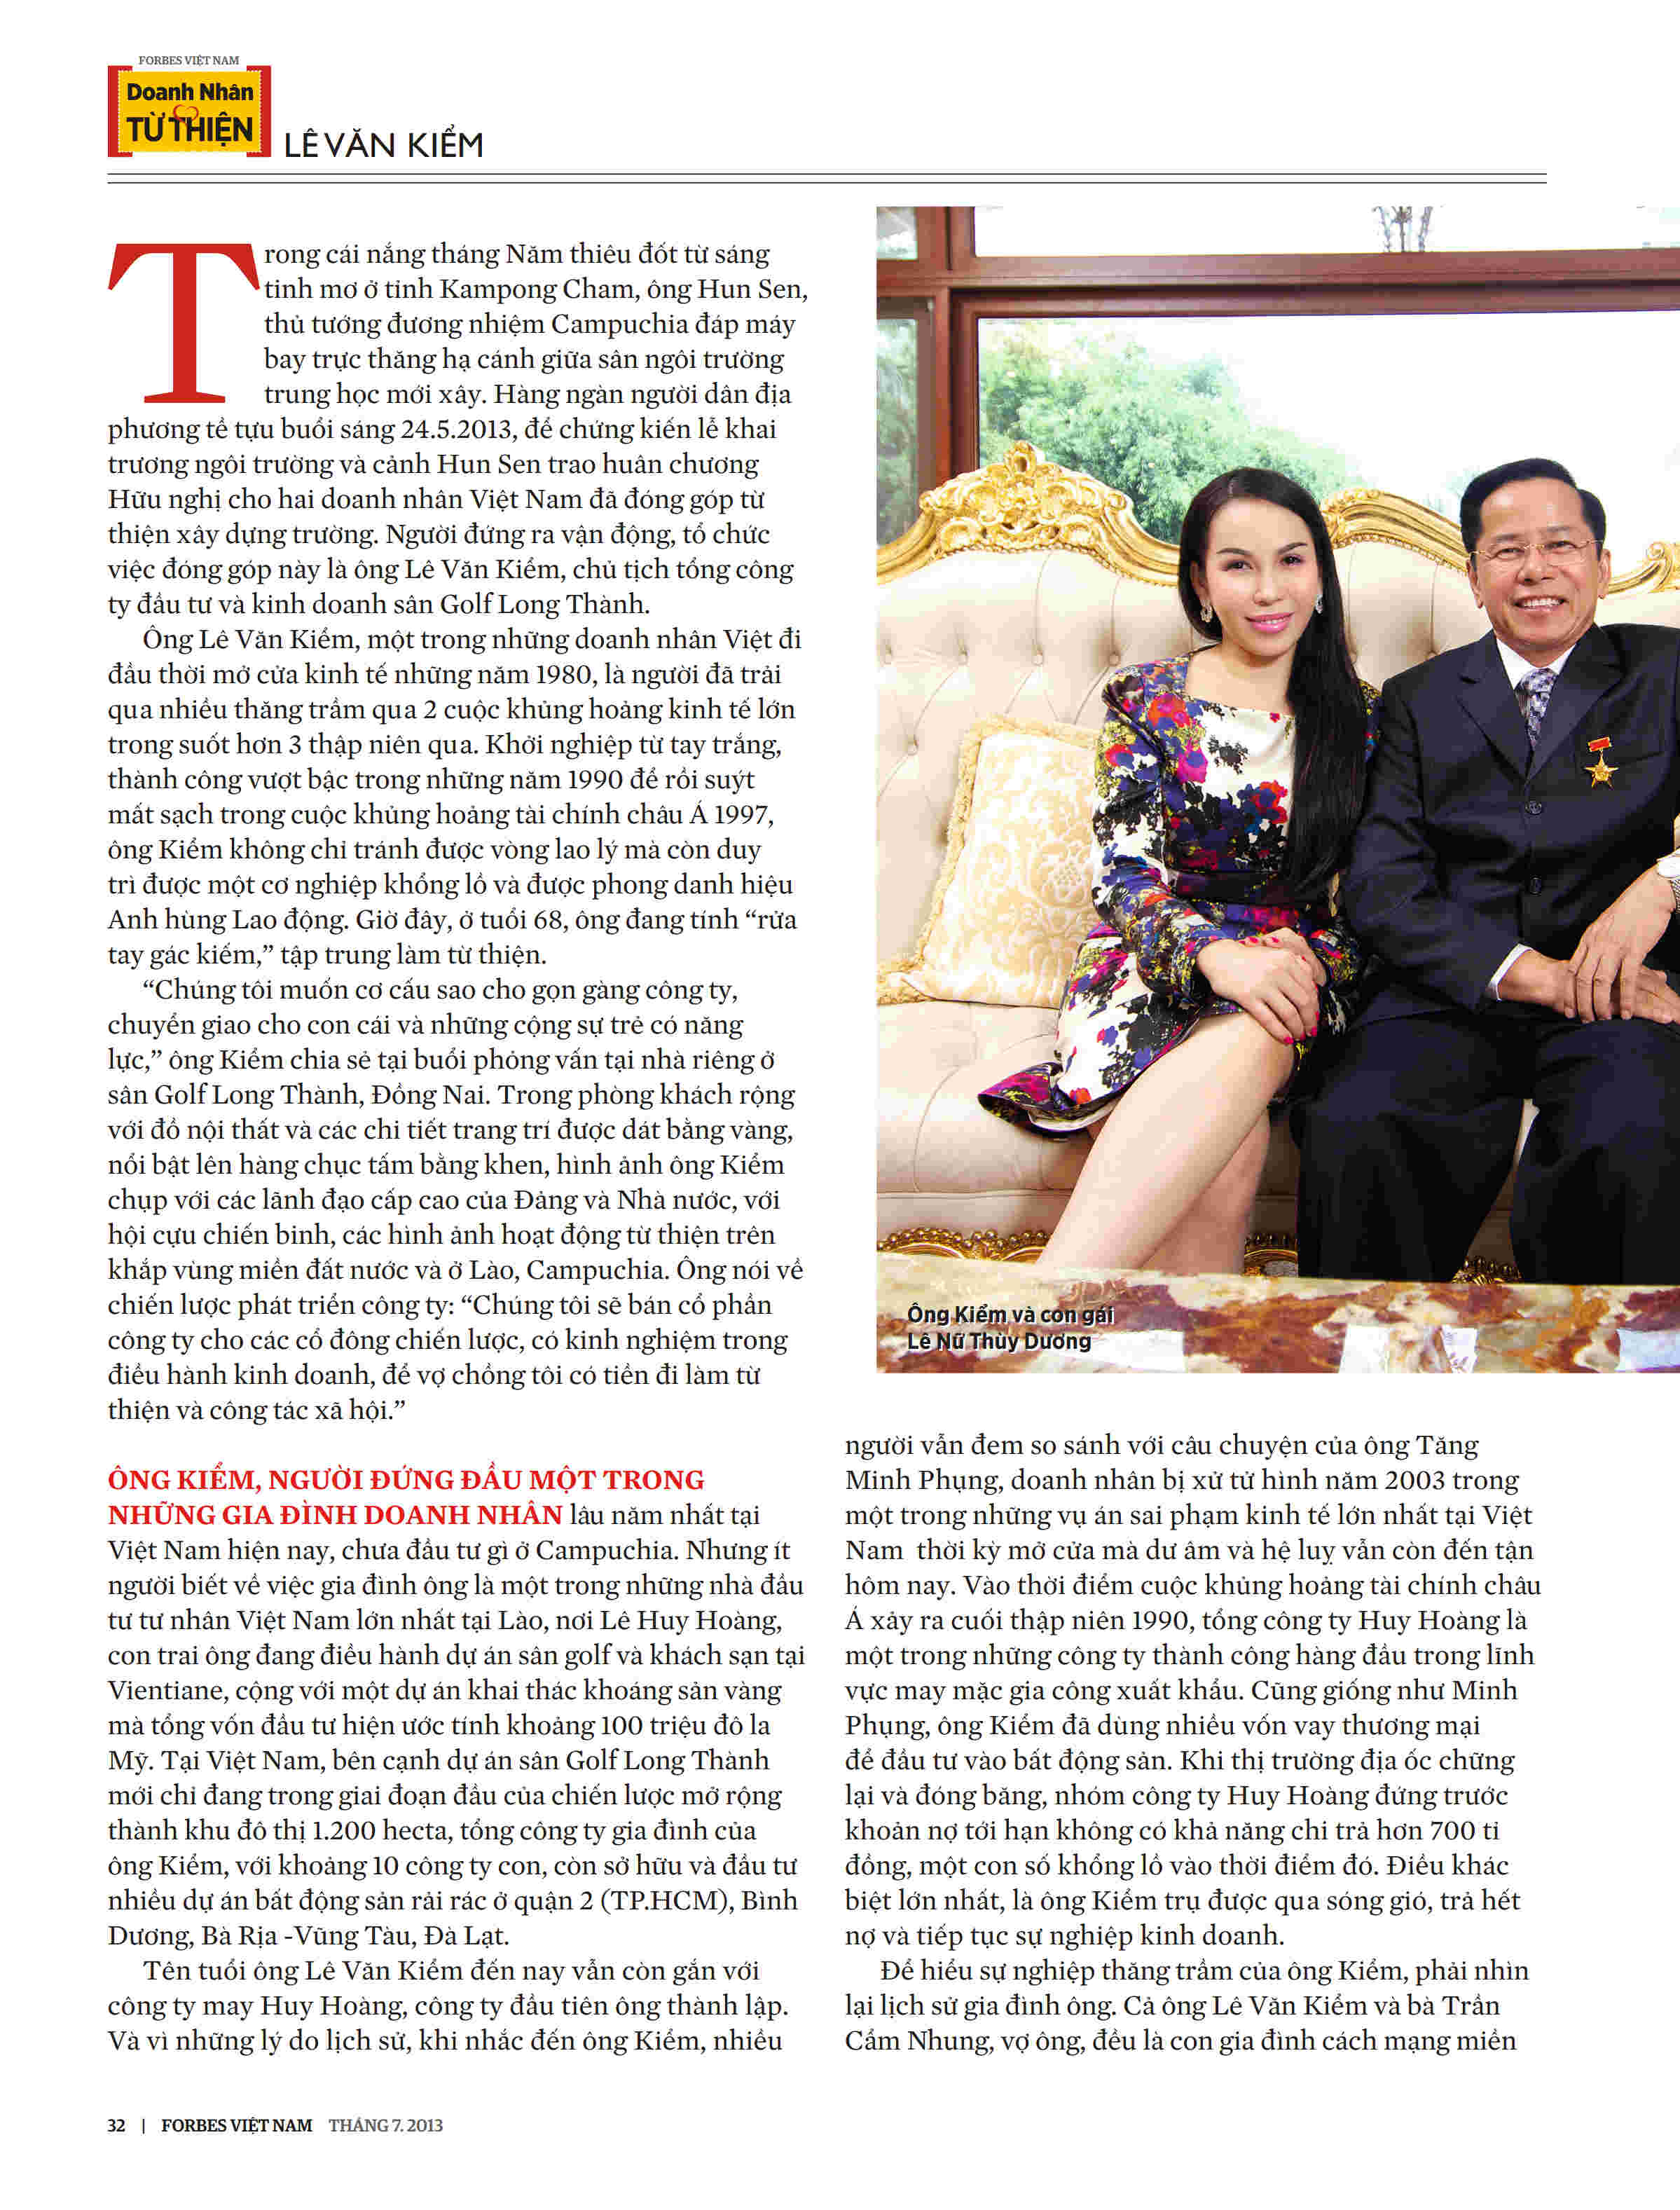 FORBES VIỆT NAM
Doanh Nhân
TỪ THIỆN
LÊ VĂN KIỂM
Trong cái nắng tháng Năm thiêu đốt từ sáng
tinh mơ ở tỉnh Kampong Cham, ông Hun Sen,
thủ tướng đương nhiệm Campuchia đáp máy
bay trực thăng hạ cánh giữa sân ngôi trường
trung học mới xây. Hàng ngàn người dân địa
phương tề tựu buổi sáng 24.5.2013, để chứng kiến lễ khai
trương ngôi trường và cảnh Hun Sen trao huân chương
Hữu nghị cho hai doanh nhân Việt Nam đã đóng góp từ
thiện xây dựng trường. Người đứng ra vận động, tổ chức
việc đóng góp này là ông Lê Văn Kiểm, chủ tịch tổng công
ty đầu tư và kinh doanh sân Golf Long Thành.
Ông Lê Văn Kiểm, một trong những doanh nhân Việt đi
đầu thời mở cửa kinh tế những năm 1980, là người đã trải
qua nhiều thăng trầm qua 2 cuộc khủng hoảng kinh tế lớn
trong suốt hơn 3 thập niên qua. Khởi nghiệp từ tay trắng,
thành công vượt bậc trong những năm 1990 để rồi suýt
mất sạch trong cuộc khủng hoảng tài chính châu Á 1997,
ông Kiểm không chỉ tránh được vòng lao lý mà còn duy
trì được một cơ nghiệp khổng lồ và được phong danh hiệu
Anh hùng Lao động. Giờ đây, ở tuổi 68, ông đang tính “rửa
tay gác kiếm,” tập trung làm từ thiện.
“Chúng tôi muốn cơ cấu sao cho gọn gàng công ty,
chuyển giao cho con cái và những cộng sự trẻ có năng
lực,” ông Kiểm chia sẻ tại buổi phỏng vấn tại nhà riêng ở
sân Golf Long Thành, Đồng Nai. Trong phòng khách rộng
với đồ nội thất và các chi tiết trang trí được dát bằng vàng,
nổi bật lên hàng chục tấm bằng khen, hình ảnh ông Kiểm
chụp với các lãnh đạo cấp cao của Đảng và Nhà nước, với
hội cựu chiến binh, các hình ảnh hoạt động từ thiện trên
khắp vùng miền đất nước và ở Lào, Campuchia. Ông nói về
chiến lược phát triển công ty: “Chúng tôi sẽ bán cổ phần
công ty cho các cổ đông chiến lược, có kinh nghiệm trong
điều hành kinh doanh, để vợ chồng tôi có tiền đi làm từ
thiện và công tác xã hội.”
ÔNG KIỂM, NGƯỜI ĐỨNG ĐẦU MỘT TRONG
NHỮNG GIA ĐÌNH DOANH NHÂN lâu năm nhất tại
Việt Nam hiện nay, chưa đầu tư gì ở Campuchia. Nhưng ít
người biết về việc gia đình ông là một trong những nhà đầu
tư tư nhân Việt Nam lớn nhất tại Lào, nơi Lê Huy Hoàng,
con trai ông đang điều hành dự án sân golf và khách sạn tại
Vientiane, cộng với một dự án khai thác khoáng sản vàng
mà tổng vốn đầu tư hiện ước tính khoảng 100 triệu đô la
Mỹ. Tại Việt Nam, bên cạnh dự án sân Golf Long Thành
mới chỉ đang trong giai đoạn đầu của chiến lược mở rộng
thành khu đô thị 1.200 hecta, tổng công ty gia đình của
ông Kiểm, với khoảng 10 công ty con, còn sở hữu và đầu tư
nhiều dự án bất động sản rải rác ở quận 2 (TP.HCM), Bình
Dương, Bà Rịa -Vũng Tàu, Đà Lạt.
Tên tuổi ông Lê Văn Kiểm đến nay vẫn còn gắn với
công ty may Huy Hoàng, công ty đầu tiên ông thành lập.
Và vì những lý do lịch sử, khi nhắc đến ông Kiểm, nhiều
Ông Kiểm và con gái
Lê Nữ Thùy Dương
người vẫn đem so sánh với câu chuyện của ông Tăng
Minh Phụng, doanh nhân bị xử tử hình năm 2003 trong
một trong những vụ án sai phạm kinh tế lớn nhất tại Việt
Nam thời kỳ mở cửa mà dư âm và hệ luỵ vẫn còn đến tận
hôm nay. Vào thời điểm cuộc khủng hoảng tài chính châu
Á xảy ra cuối thập niên 1990, tổng công ty Huy Hoàng là
một trong những công ty thành công hàng đầu trong lĩnh
vực may mặc gia công xuất khẩu. Cũng giống như Minh
Phụng, ông Kiểm đã dùng nhiều vốn vay thương mại
để đầu tư vào bất động sản. Khi thị trường địa ốc chững
lại và đóng băng, nhóm công ty Huy Hoàng đứng trước
khoản nợ tới hạn không có khả năng chi trả hơn 700 tỉ
đồng, một con số khổng lồ vào thời điểm đó. Điều khác
biệt lớn nhất, là ông Kiểm trụ được qua sóng gió, trả hết
nợ và tiếp tục sự nghiệp kinh doanh.
Để hiểu sự nghiệp thăng trầm của ông Kiểm, phải nhìn
lại lịch sử gia đình ông. Cả ông Lê Văn Kiểm và bà Trần
Cẩm Nhung, vợ ông, đều là con gia đình cách mạng miền
32 | FORBES VIỆT NAM THÁNG 7. 2013